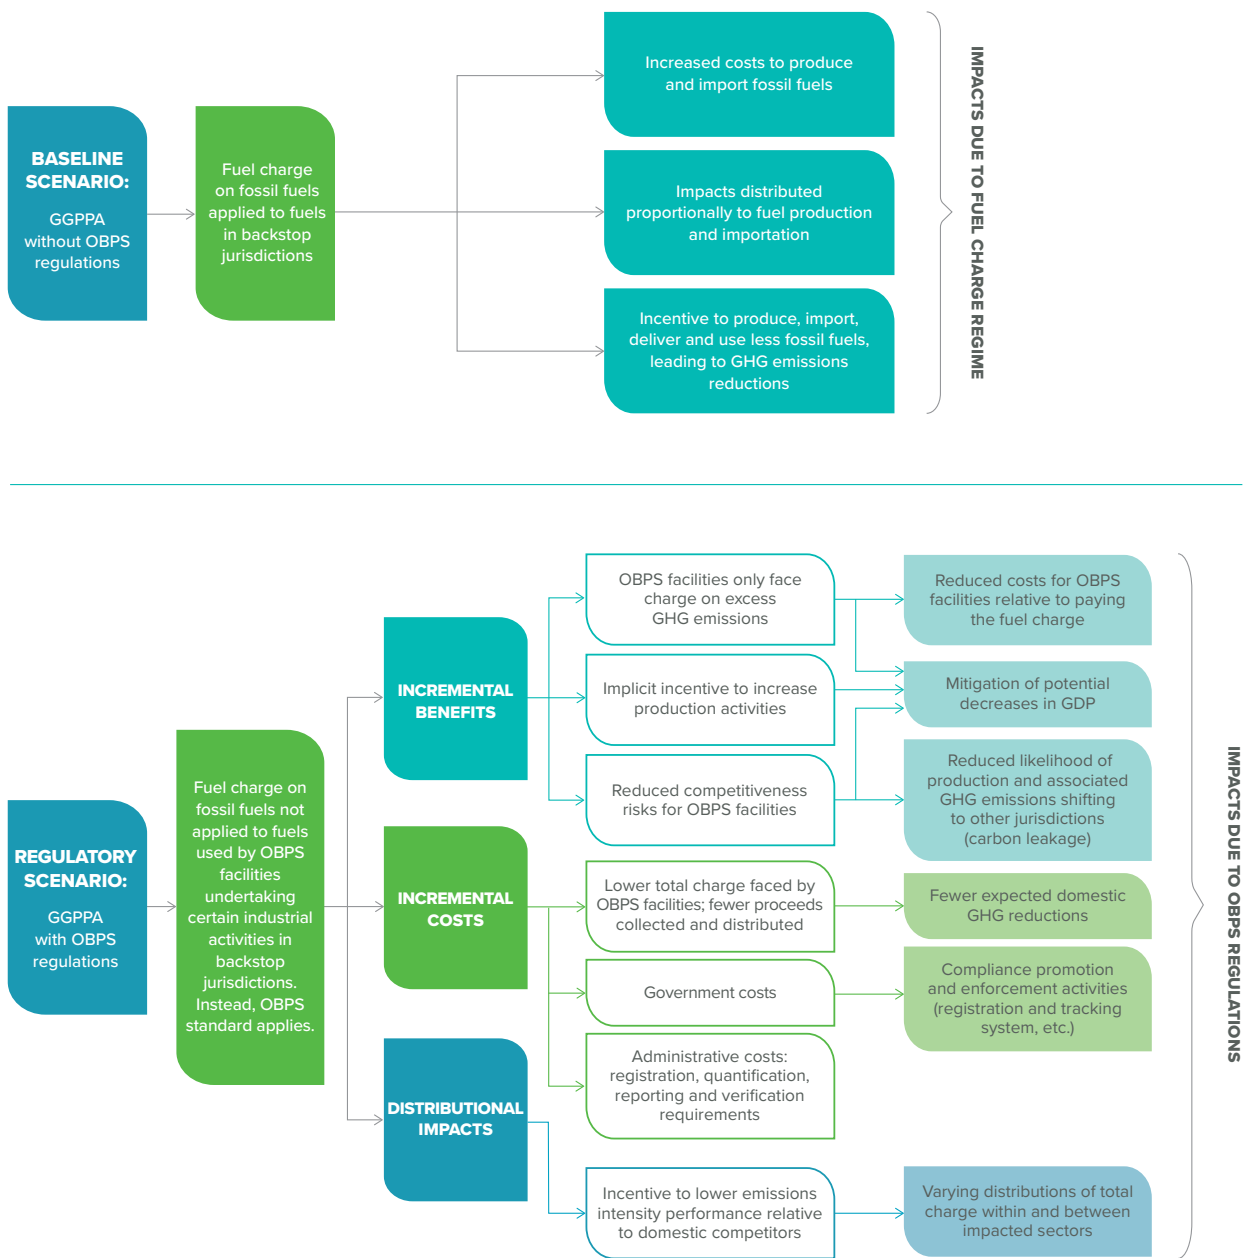 BASELINE
SCENARIO:
GGPPA
without OBPS
regulations
Fuel charge
on fossil fuels
applied to fuels
in backstop
jurisdictions
Increased costs to produce
and import fossil fuels
Impacts distributed
proportionally to fuel production
and importation
Incentive to produce, import,
deliver and use less fossil fuels,
leading to GHG emissions
reductions
IMPACTS DUE TO FUEL CHARGE REGIME
REGULATORY
SCENARIO:
GGPPA
with OBPS
regulations
Fuel charge on
fossil fuels not
applied to fuels
used by OBPS
facilities
undertaking
certain industrial
activities in
backstop
jurisdictions.
Instead, OBPS
standard applies.
INCREMENTAL
BENEFITS
OBPS facilities only face
charge on excess
GHG emissions
Implicit incentive to increase
production activities
Reduced competitiveness
risks for OBPS facilities
Reduced costs for OBPS
facilities relative to paying
the fuel charge
Mitigation of potential
decreases in GDP
Reduced likelihood of
production and associated
GHG emissions shifting
to other jurisdictions
(carbon leakage)
INCREMENTAL
COSTS
Lower total charge faced by
OBPS facilities; fewer proceeds
collected and distributed
Government costs
Administrative costs:
registration, quantification,
reporting and verification
requirements
Fewer expected domestic
GHG reductions
Compliance promotion
and enforcement activities
(registration and tracking
system, etc.)
DISTRIBUTIONAL
IMPACTS
Incentive to lower emissions
intensity performance relative
to domestic competitors
Varying distributions of total
charge within and between
impacted sectors
IMPACTS DUE TO OBPS REGULATIONS